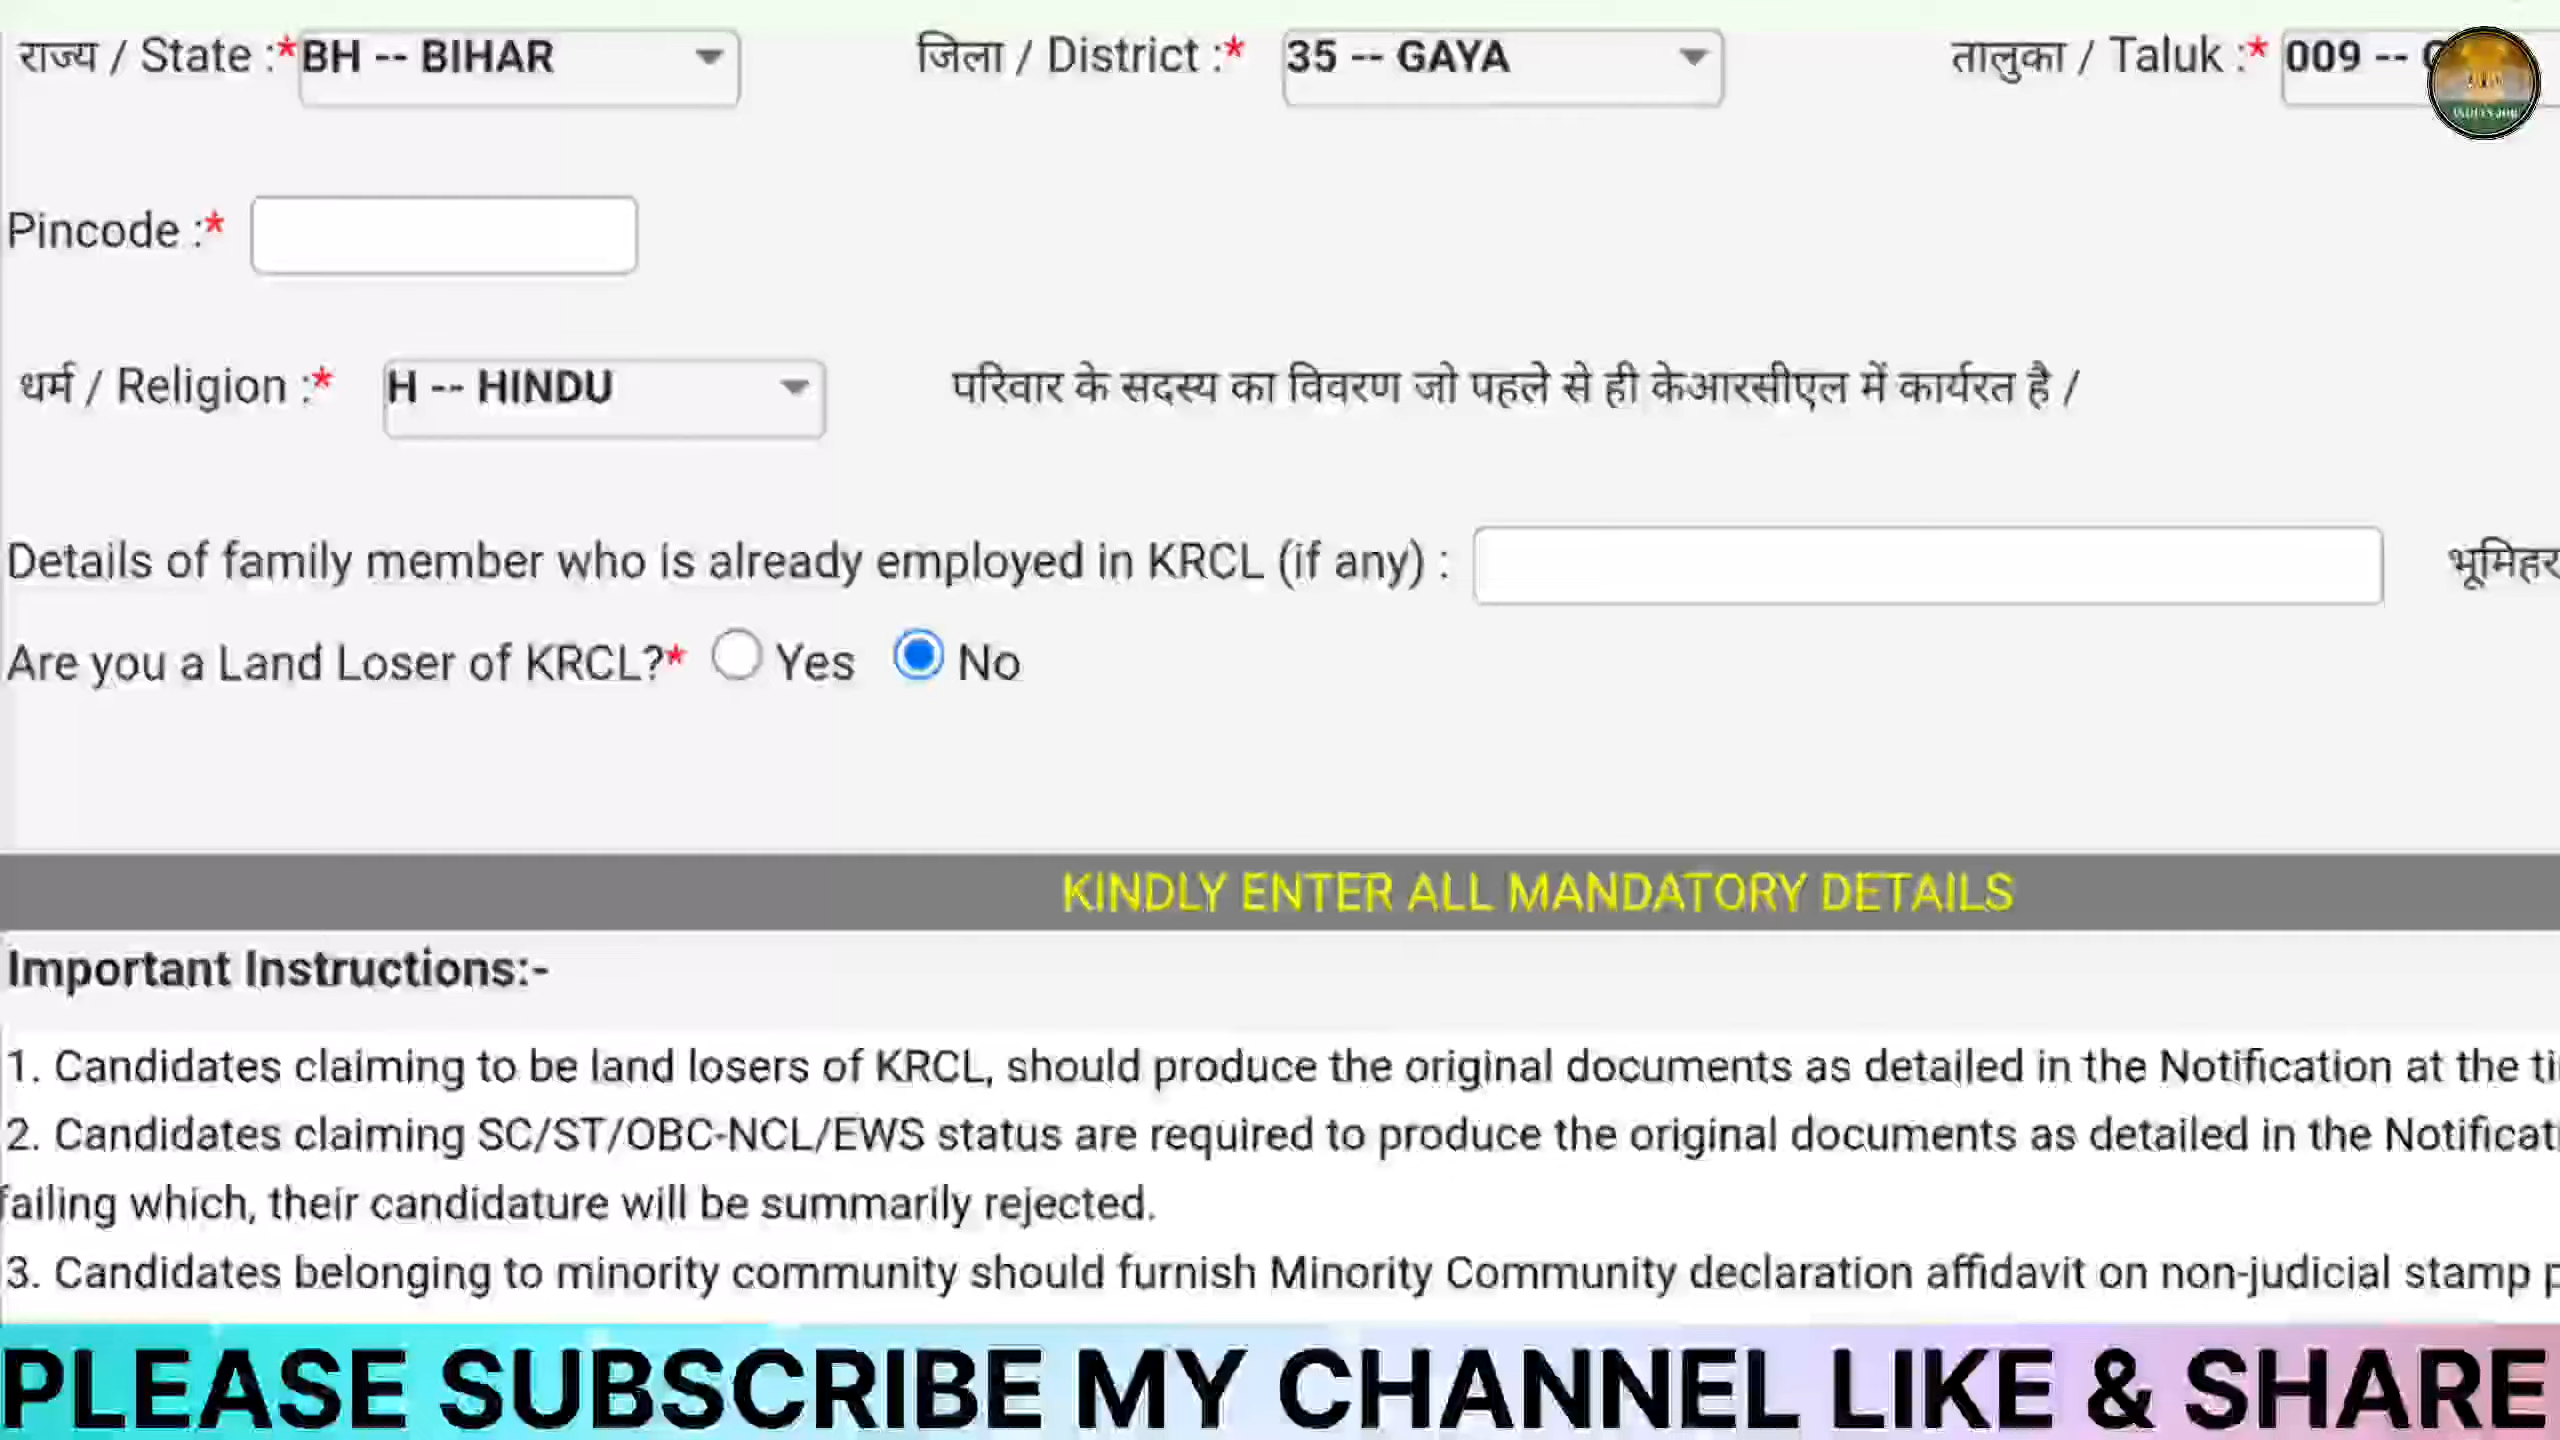 राज्य / State :* BH -- BIHAR जिला / District :* 35 -- GAYA तालुका / Taluk :* 009 --
INDIAN JOB
Pincode :*
धर्म / Religion :* H -- HINDU परिवार के सदस्य का विवरण जो पहले से ही केआरसीएल में कार्यरत है /
Details of family member who is already employed in KRCL (if any) : भूमिहर
Are you a Land Loser of KRCL?* Yes No
KINDLY ENTER ALL MANDATORY DETAILS
Important Instructions:-
1. Candidates claiming to be land losers of KRCL, should produce the original documents as detailed in the Notification at the
2. Candidates claiming SC/ST/OBC-NCL/EWS status are required to produce the original documents as detailed in the
failing which, their candidature will be summarily rejected.
3. Candidates belonging to minority community should furnish Minority Community declaration affidavit on non-judicial stamp
PLEASE SUBSCRIBE MY CHANNEL LIKE & SHARE